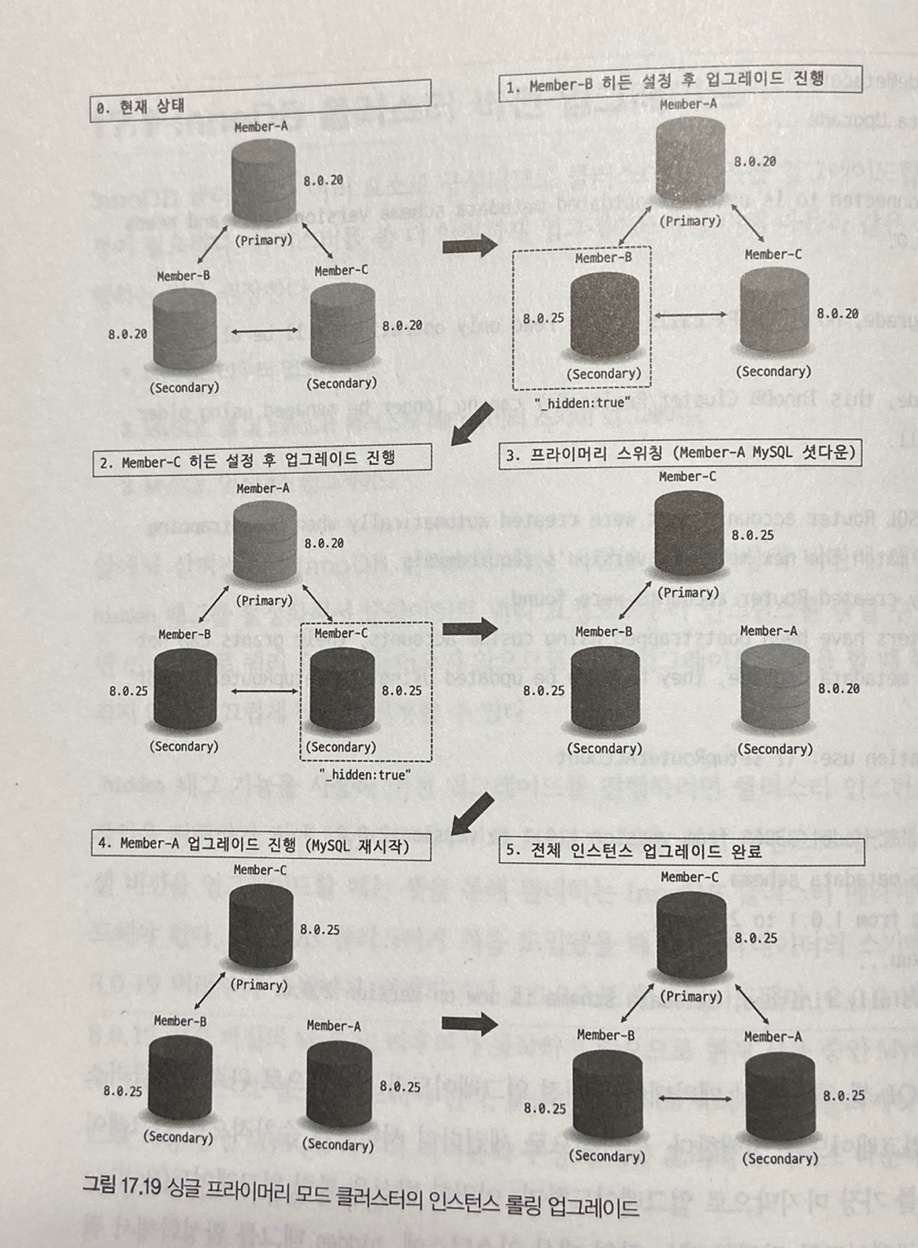 0. 현재 상태
Member-A
8.0.20
(Primary)
Member-B
8.0.20
(Secondary)
Member-C
8.0.20
(Secondary)
1. Member-B 히든 설정 후 업그레이드 진행
Member-A
8.0.20
(Primary)
Member-B
8.0.25
(Secondary)
"_hidden:true"
Member-C
8.0.20
(Secondary)
2. Member-C 히든 설정 후 업그레이드 진행
Member-A
8.0.20
(Primary)
Member-B
8.0.25
(Secondary)
Member-C
8.0.25
(Secondary)
"_hidden:true"
3. 프라이머리 스위칭 (Member-A MySQL 셧다운)
Member-C
8.0.25
(Primary)
Member-B
8.0.25
(Secondary)
Member-A
8.0.20
(Secondary)
4. Member-A 업그레이드 진행 (MySQL 재시작)
Member-C
8.0.25
(Primary)
Member-B
8.0.25
(Secondary)
Member-A
8.0.25
(Secondary)
5. 전체 인스턴스 업그레이드 완료
Member-C
8.0.25
(Primary)
Member-B
8.0.25
(Secondary)
Member-A
8.0.25
(Secondary)
그림 17.19 싱글 프라이머리 모드 클러스터의 인스턴스 롤링 업그레이드